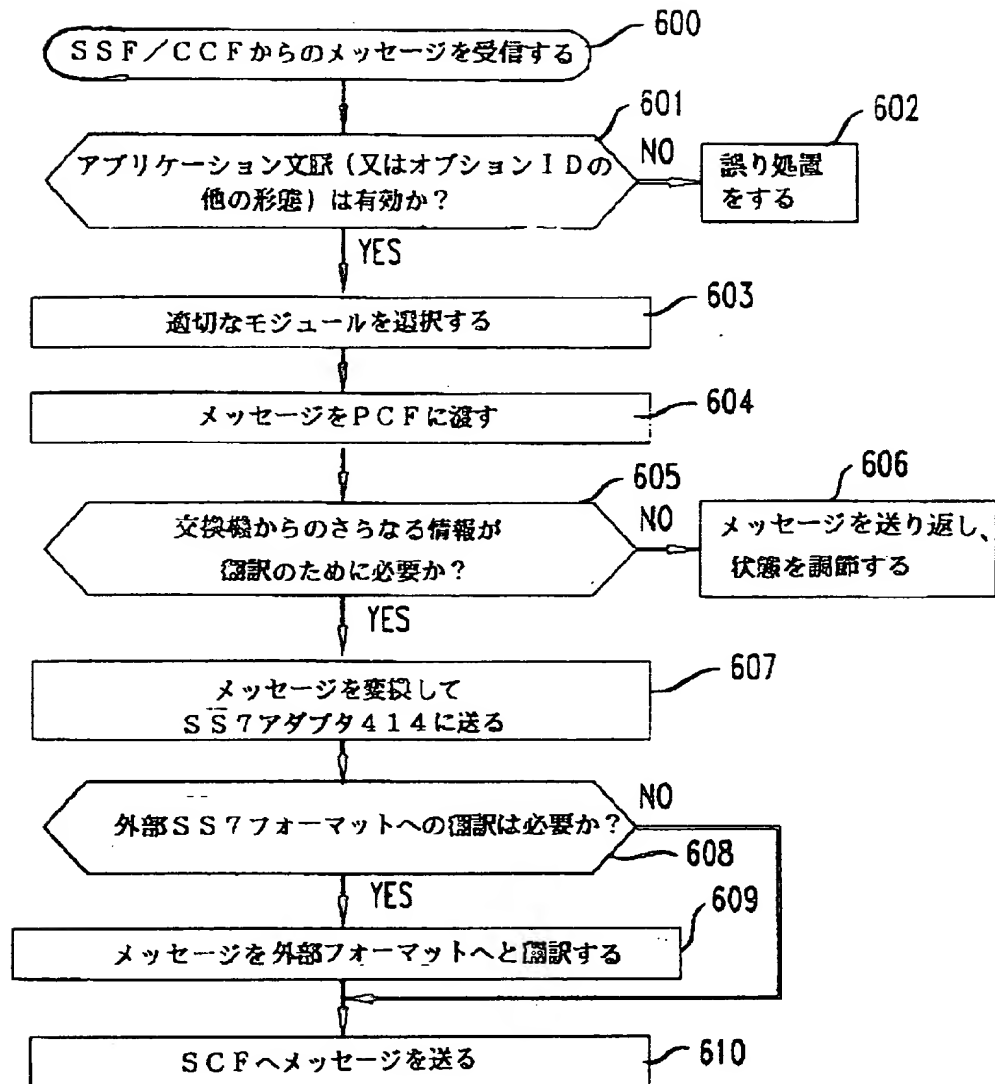 600
SSF/CCFからのメッセージを受信する
601
アプリケーション文脈(又はオプションIDの
他の形態)は有効か?
NO
602
誤り処置
をする
YES
603
適切なモジュールを選択する
メッセージをPCFに渡す
604
605
交換機からのさらなる情報が
翻訳のために必要か?
NO
606
メッセージを送り返し、
状態を調節する
YES
607
メッセージを変換して
SS7アダプタ414に送る
外部SS7フォーマットへの翻訳は必要か?
NO
608
YES
609
メッセージを外部フォーマットへと翻訳する
SCFへメッセージを送る
610